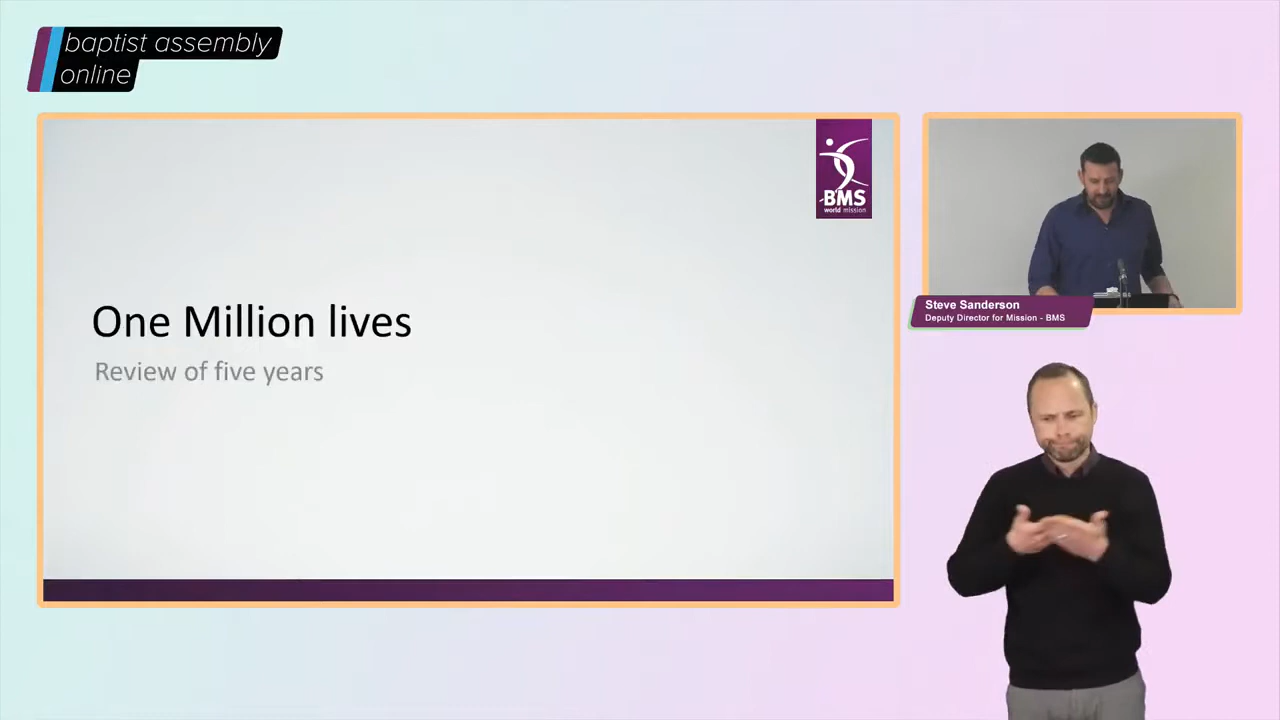 baptist assembly
online
BMS
world mission
One Million lives
Review of five years
Steve Sanderson
Deputy Director for Mission - BMS